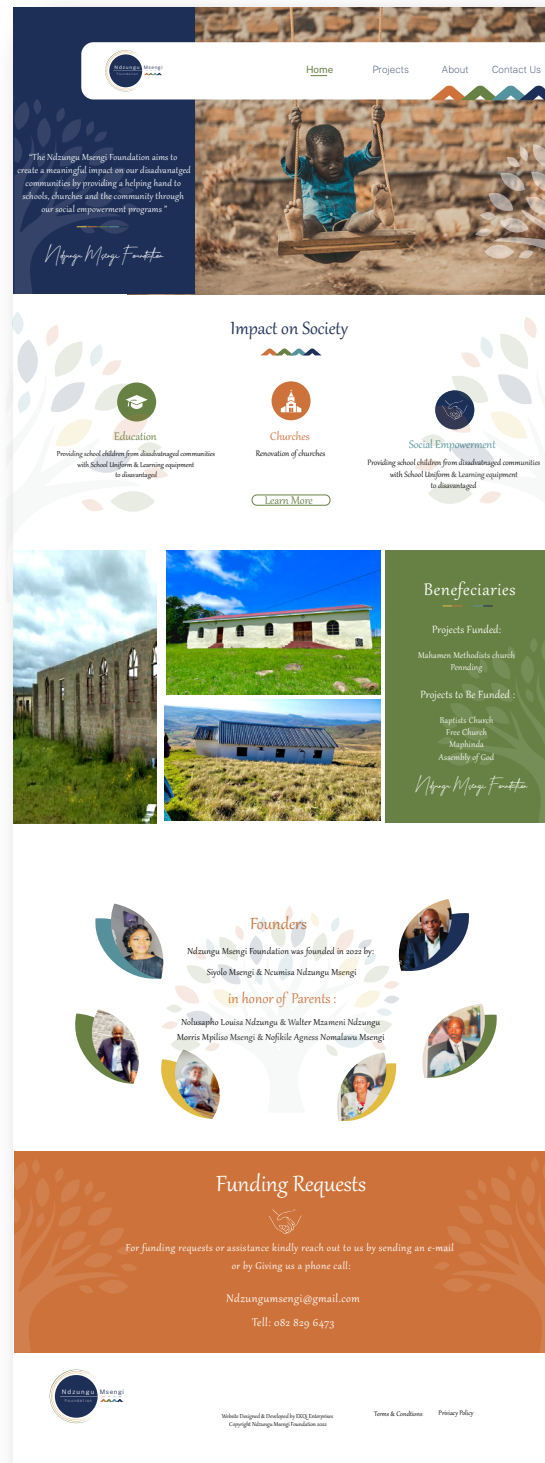 Ndzungu Msengi
Foundation
Home Projects About Contact Us
“The Ndzungu Msengi Foundation aims to
create a meaningful impact on our disadvanatged
communities by providing a helping hand to
schools, churches and the community through
our social empowerment programs ”
Ndzungu Msengi Foundation
Impact on Society
Education
Providing school children from disadvatnaged communities
with School Uniform & Learning equipment
to disavantaged
Churches
Renovation of churches
Social Empowerment
Providing school children from disadvatnaged communities
with School Uniform & Learning equipment
to disavantaged
Learn More
Benefeciaries
Projects Funded:
Mahamen Methodists church
Pennding
Projects to Be Funded :
Baptists Church
Free Church
Maphinda
Assembly of God
Ndzungu Msengi Foundation
Founders
Ndzungu Msengi Foundation was founded in 2022 by:
Siyolo Msengi & Ncumisa Ndzungu Msengi
in honor of Parents :
Nolusapho Louisa Ndzungu & Walter Mzameni Ndzungu
Morris Mpiliso Msengi & Nofikile Agness Nomalawu Msengi
Funding Requests
For funding requests or assistance kindly reach out to us by sending an e-mail
or by Giving us a phone call:
Ndzungumsengi@gmail.com
Tell: 082 829 6473
Ndzungu Msengi
Foundation
Website Designed & Developed by Enterprises
Copyright Ndzungu Msengi Foundation 2022
Terms & Condtions
Priviacy Policy